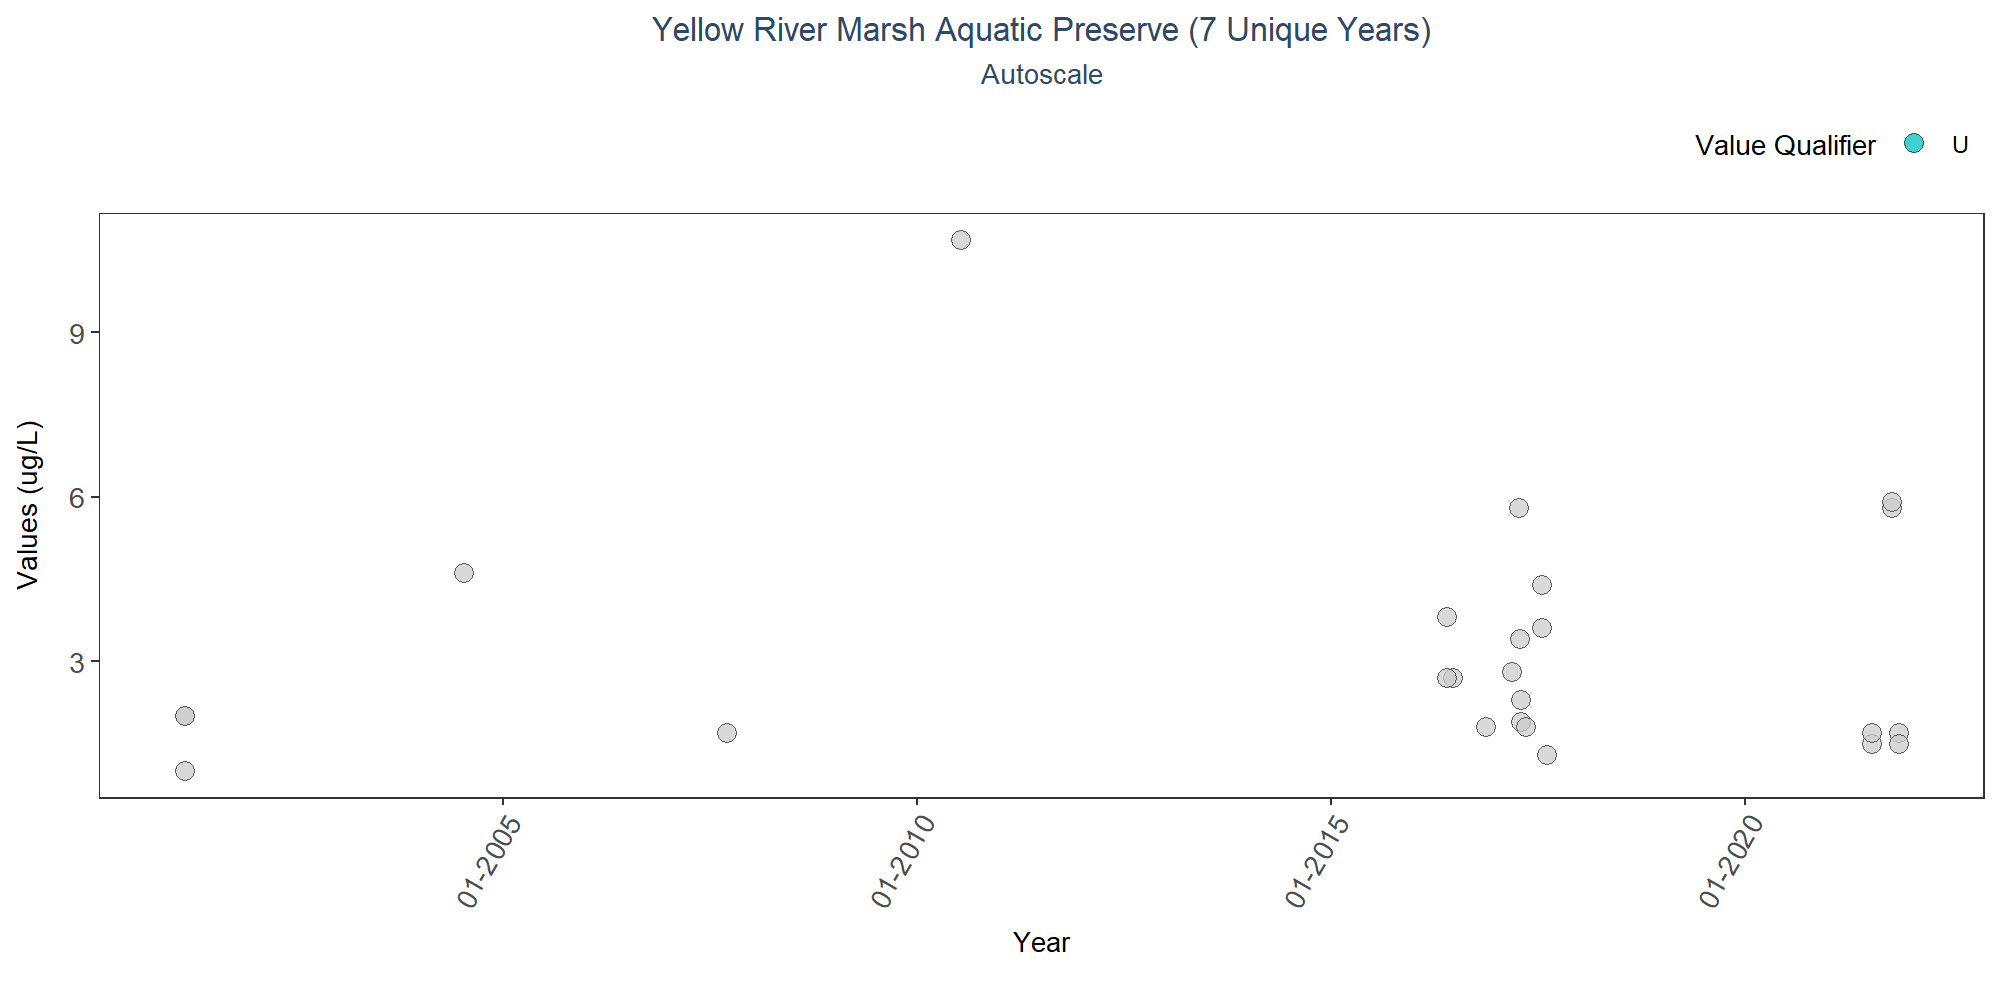 Yellow River Marsh Aquatic Preserve (7 Unique Years)
Autoscale
Value Qualifier U
Values (ug/L)
9
6
3
01-2005
01-2010
01-2015
01-2020
Year